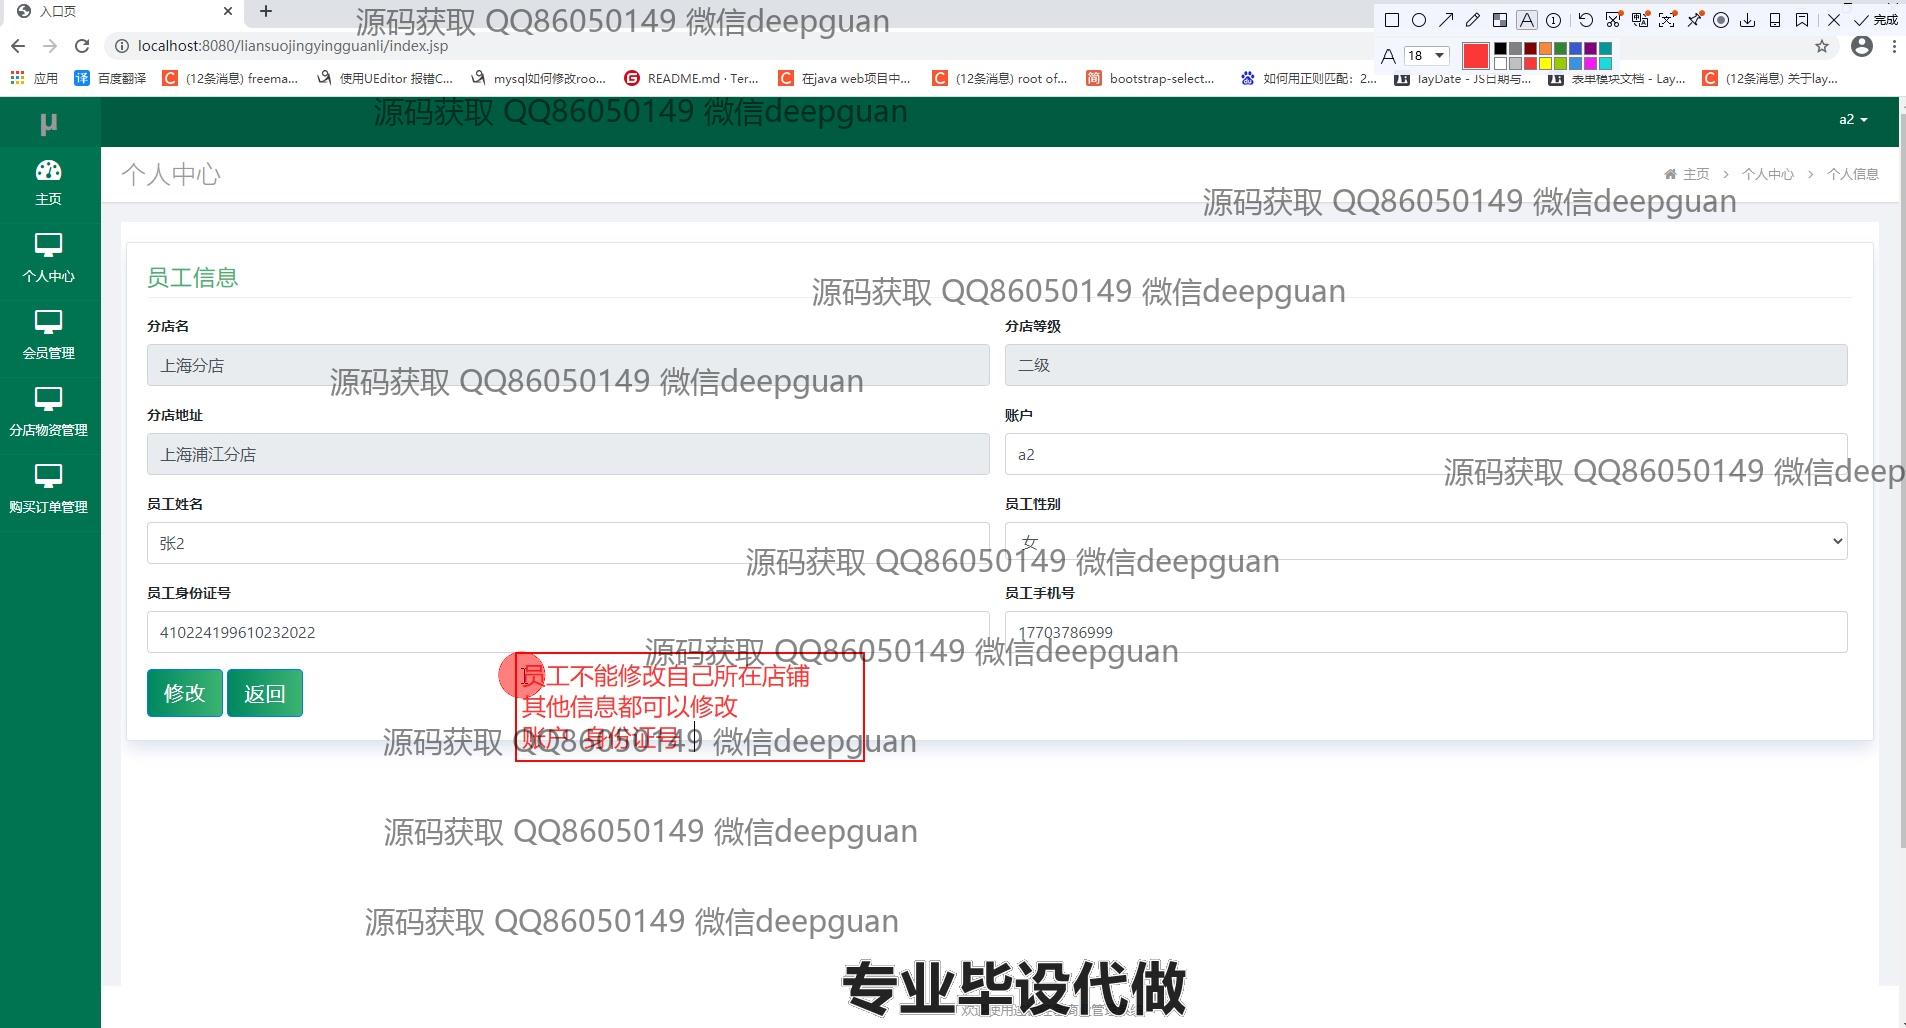 入口页
源码获取 QQ86050149 微信deepguan
完成
localhost:8080/liansuojingyingguanli/index.jsp
A 18
应用 译 百度翻译 (12条消息) freema... 使用UEditor 报错C... mysql如何修改roo... README.md · Ter... 在java web项目中... (12条消息) root of... 简 bootstrap-select... 如何用正则匹配：2... layDate - JS日期与... 表单模块文档 - Lay... (12条消息) 关于lay...
源码获取 QQ86050149 微信deepguan
μ
a2
主页
个人中心
主页 > 个人中心 > 个人信息
源码获取 QQ86050149 微信deepguan
个人中心
会员管理
分店物资管理
购买订单管理
员工信息
源码获取 QQ86050149 微信deepguan
分店名 分店等级
上海分店 二级
源码获取 QQ86050149 微信deepguan
分店地址 账户
上海浦江分店 a2
源码获取 QQ86050149 微信deep
员工姓名 员工性别
张2 女
源码获取 QQ86050149 微信deepguan
员工身份证号 员工手机号
410224199610232022 17703786999
源码获取 QQ86050149 微信deepguan
修改 返回
员工不能修改自己所在店铺
其他信息都可以修改
账户 身份证号
源码获取 QQ86050149 微信deepguan
源码获取 QQ86050149 微信deepguan
源码获取 QQ86050149 微信deepguan
专业毕设代做